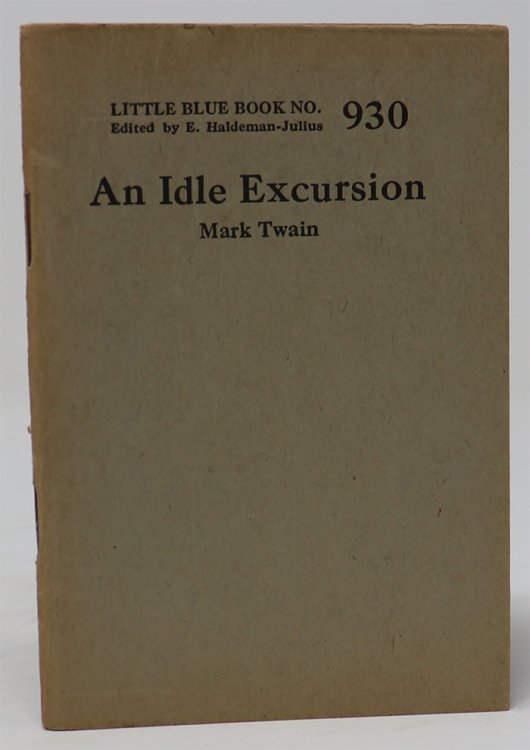 LITTLE BLUE BOOK NO. 930
Edited by E. Haldeman-Julius
An Idle Excursion
Mark Twain